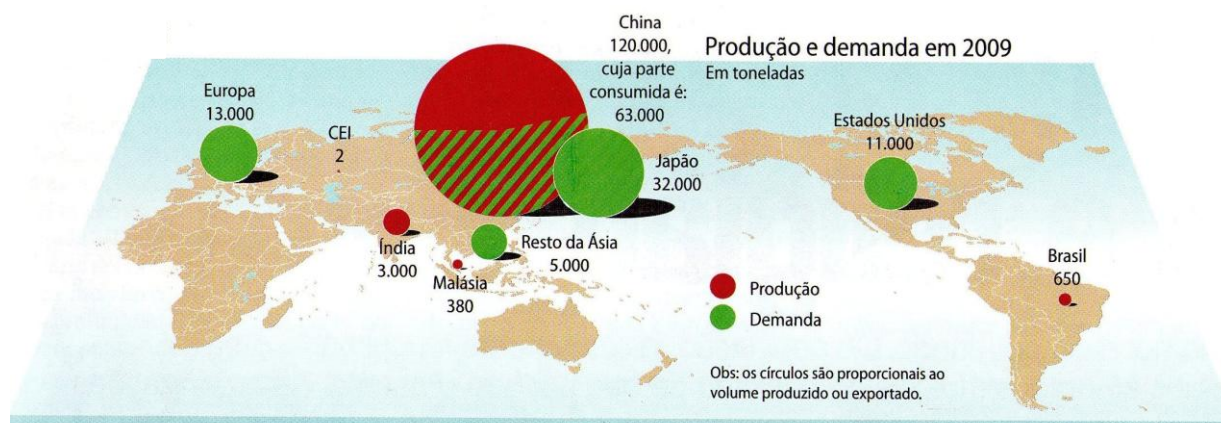 China
120.000,
cuja parte
consumida é:
63.000
Produção e demanda em 2009
Em toneladas
Europa
13.000
CEI
2
Estados Unidos
11.000
Japão
32.000
Índia
3.000
Resto da Ásia
5.000
Malásia
380
Brasil
650
Produção
Demanda
Obs: os círculos são proporcionais ao
volume produzido ou exportado.